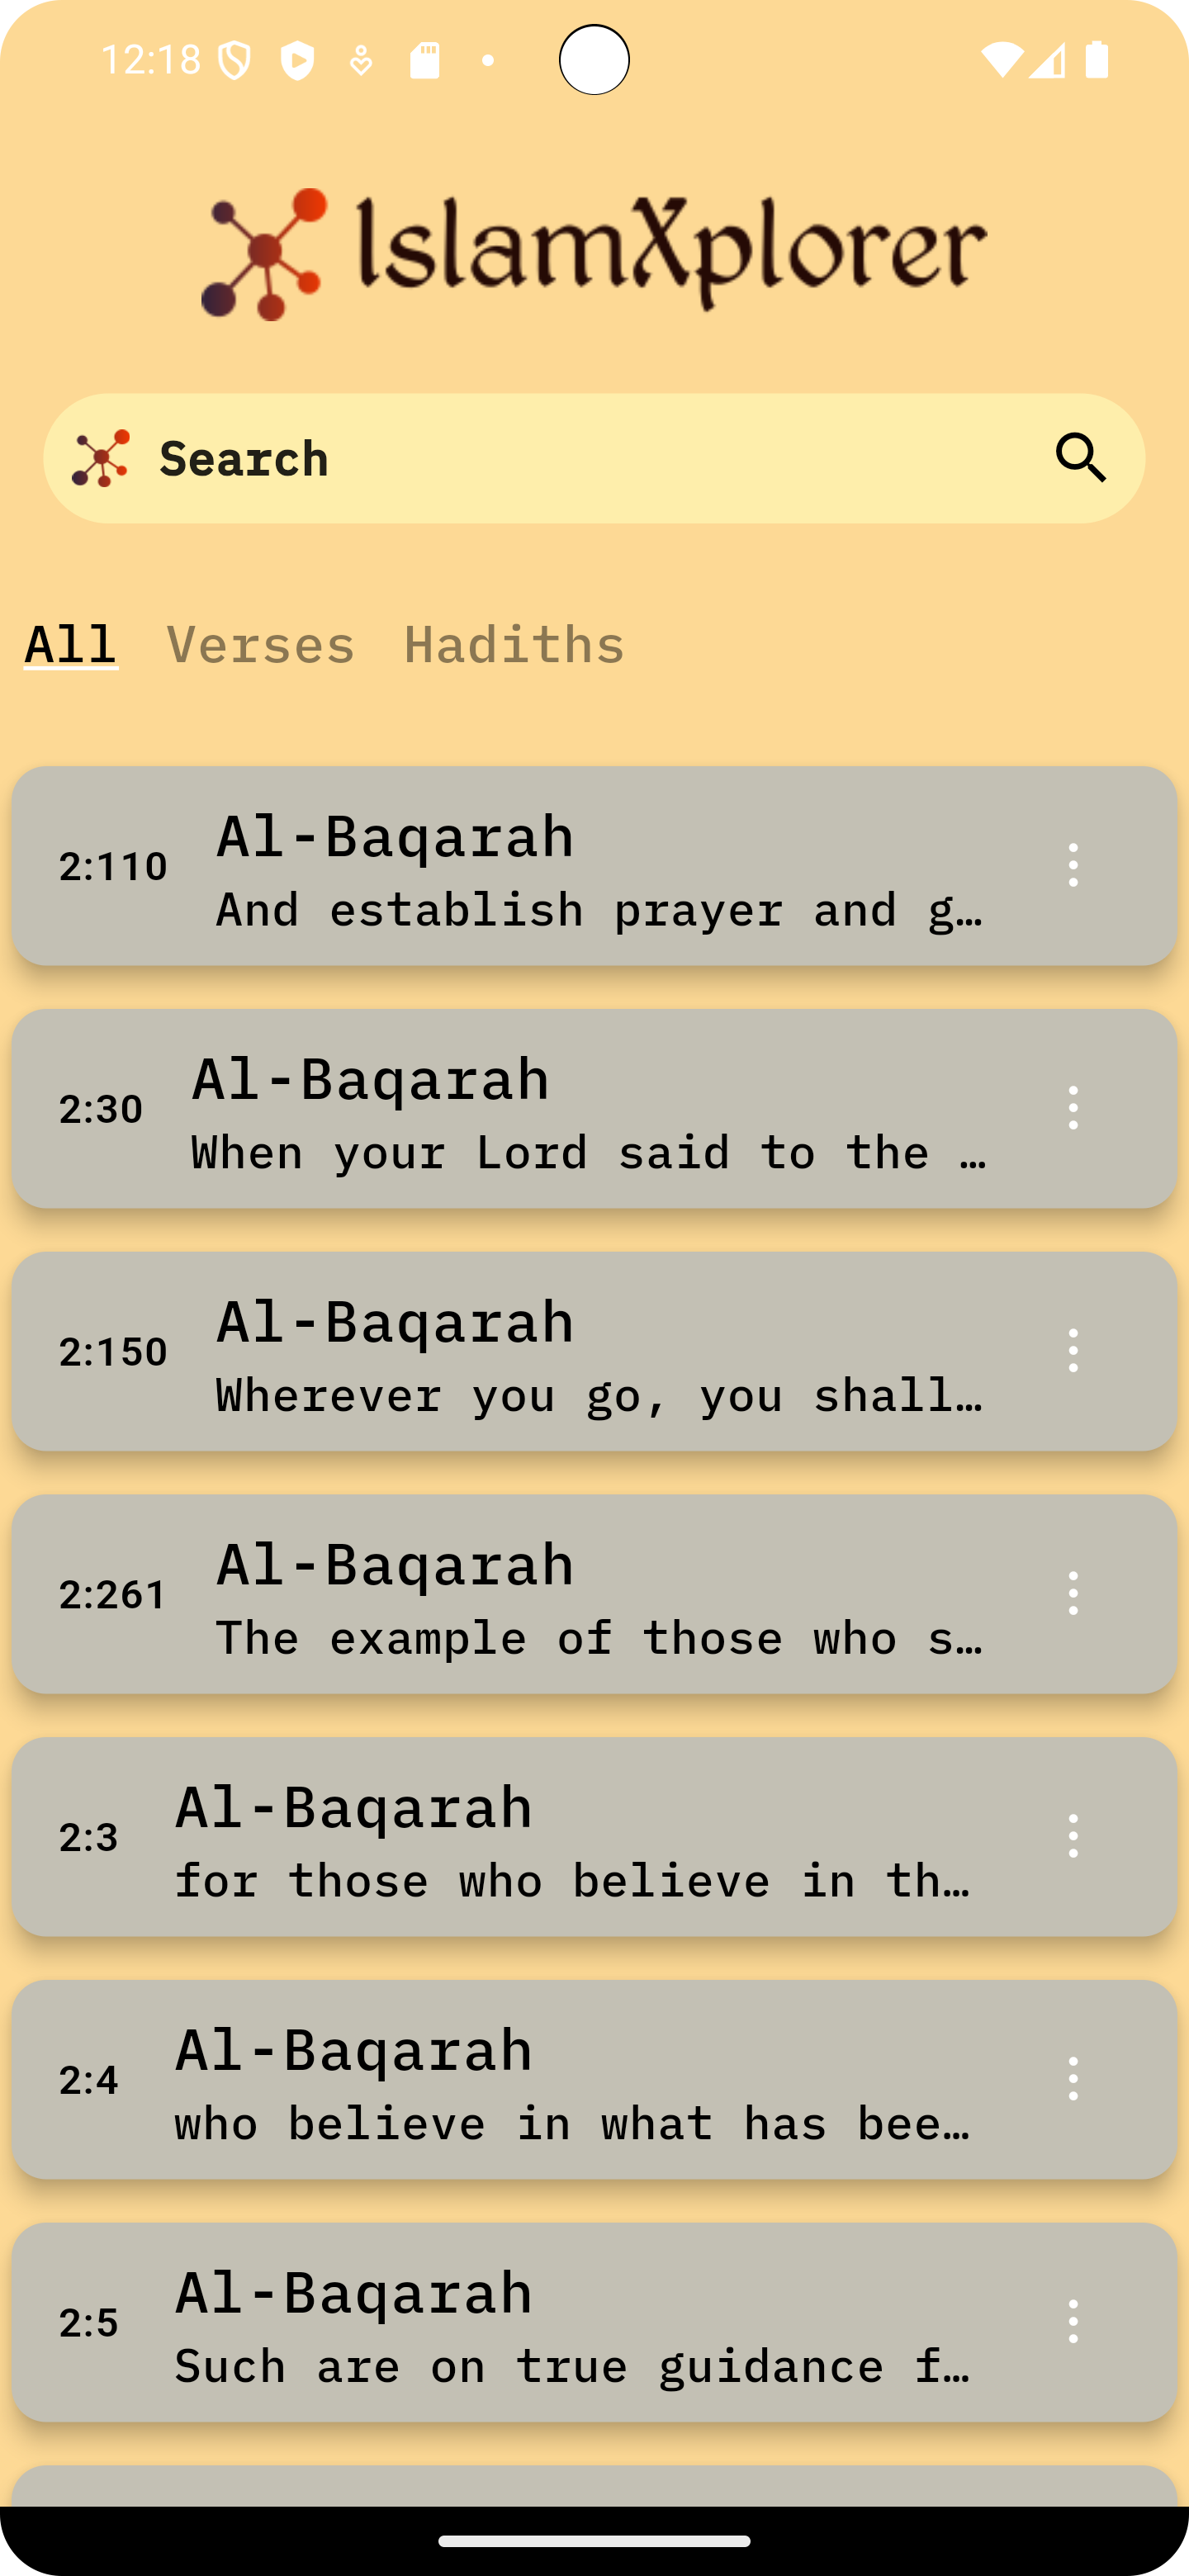 12:18
IslamXplorer
Search
All Verses Hadiths
2:110
Al-Baqarah
And establish prayer and g…
2:30
Al-Baqarah
When your Lord said to the …
2:150
Al-Baqarah
Wherever you go, you shall…
2:261
Al-Baqarah
The example of those who s…
2:3
Al-Baqarah
for those who believe in th…
2:4
Al-Baqarah
who believe in what has bee…
2:5
Al-Baqarah
Such are on true guidance f…